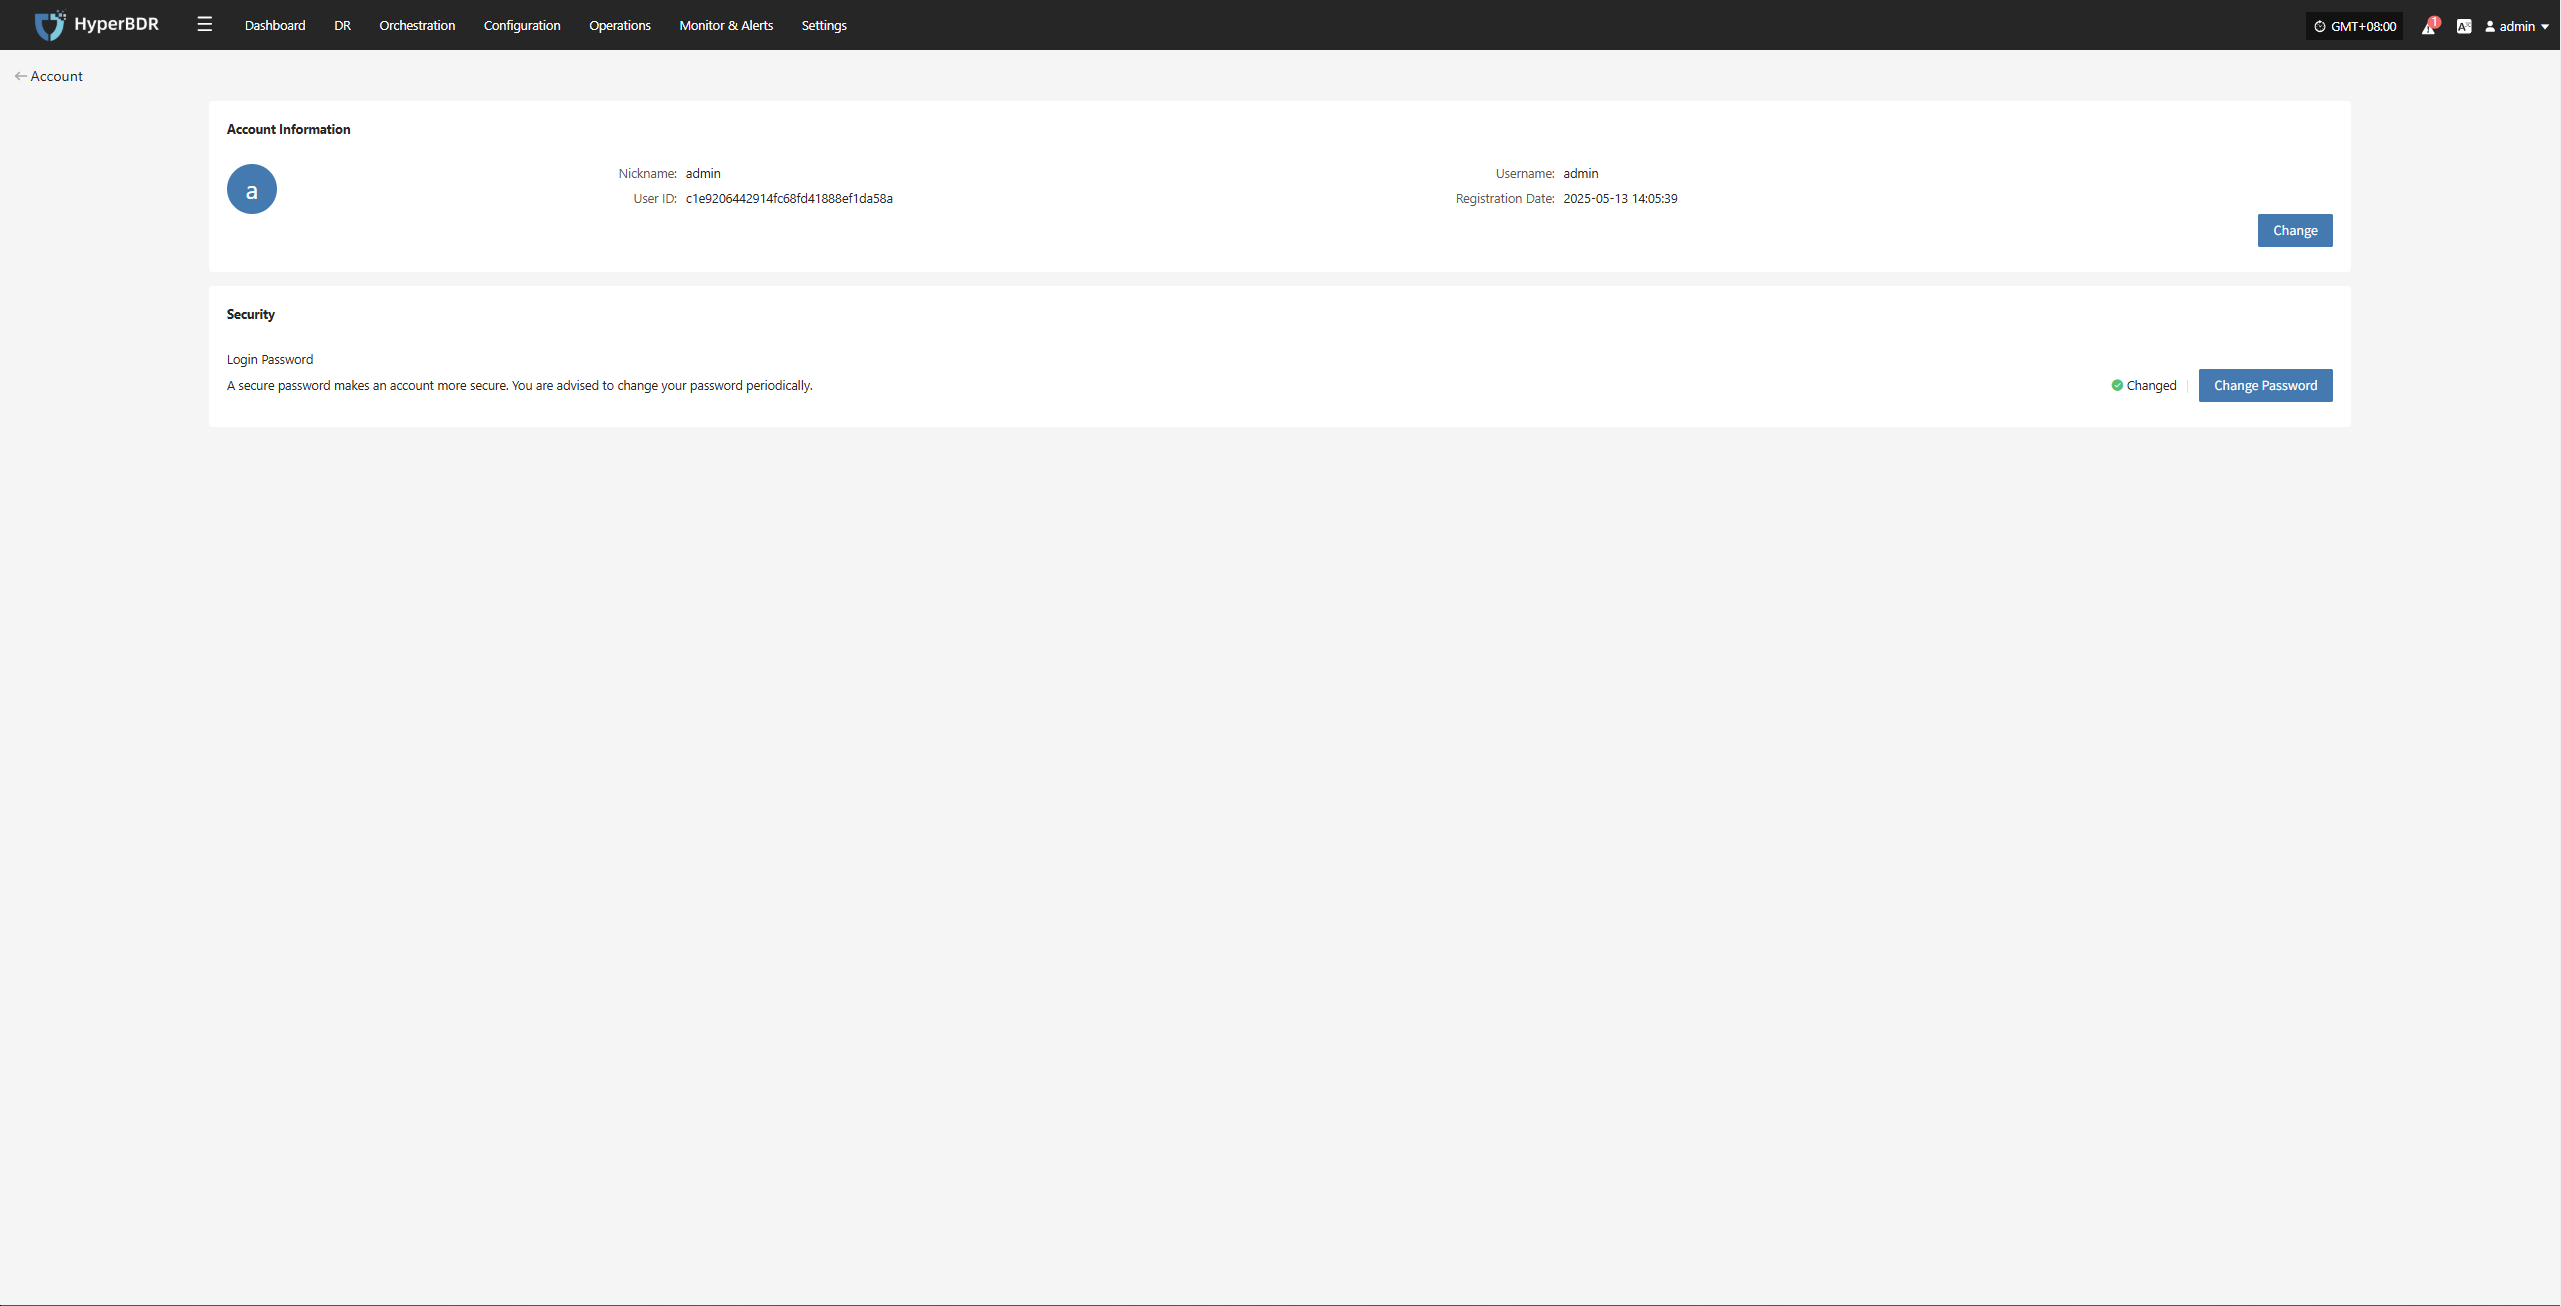 HyperBDR
Dashboard DR Orchestration Configuration Operations Monitor & Alerts Settings
GMT+08:00 1 A admin
Account
Account Information
a
Nickname: admin Username: admin
User ID: c1e9206442914fc68fd41888ef1da58a Registration Date: 2025-05-13 14:05:39
Change
Security
Login Password
A secure password makes an account more secure. You are advised to change your password periodically. Changed Change Password